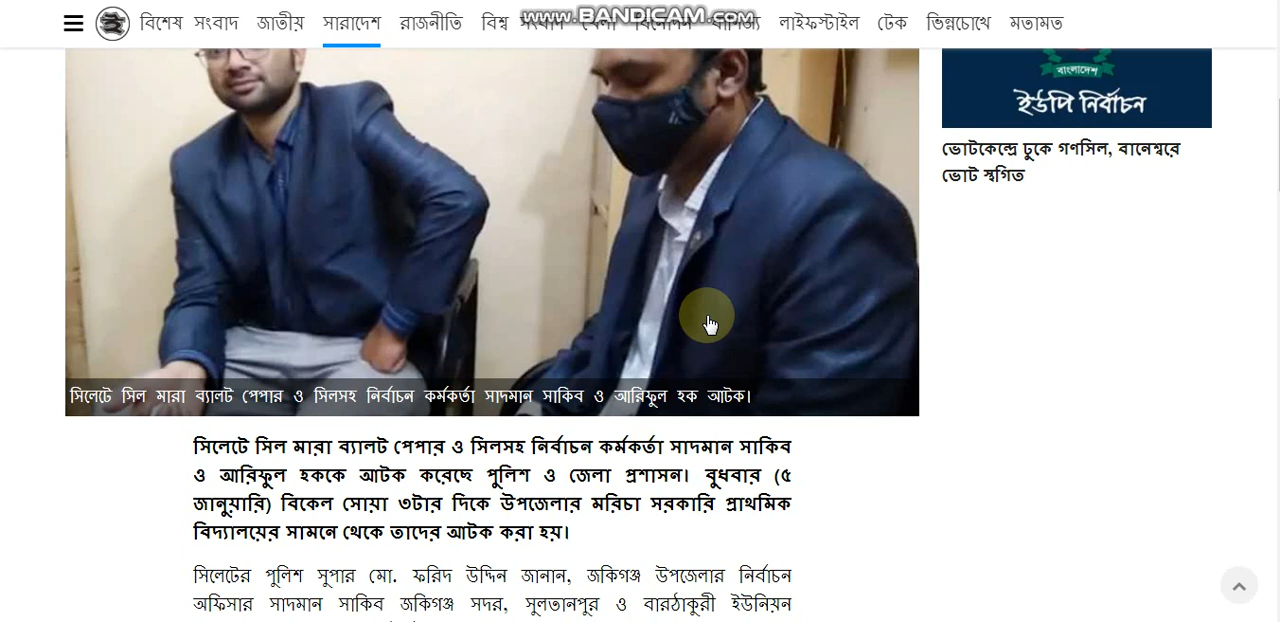 বিশেষ সংবাদ জাতীয় সারাদেশ রাজনীতি বিশ্ব সংবাদ খেলা বিনোদন বাণিজ্য লাইফস্টাইল টেক ভিন্নচোখে মতামত
www.BANDICAM.com
বাংলাদেশ
ইউপি নির্বাচন
ভোটকেন্দ্রে ঢুকে গণসিল, বানেশ্বরে
ভোট স্থগিত
সিলেটে সিল মারা ব্যালট পেপার ও সিলসহ নির্বাচন কর্মকর্তা সাদমান সাকিব ও আরিফুল হক আটক।
সিলেটে সিল মারা ব্যালট পেপার ও সিলসহ নির্বাচন কর্মকর্তা সাদমান সাকিব
ও আরিফুল হককে আটক করেছে পুলিশ ও জেলা প্রশাসন। বুধবার (৫
জানুয়ারি) বিকেল সোয়া ৩টার দিকে উপজেলার মরিচা সরকারি প্রাথমিক
বিদ্যালয়ের সামনে থেকে তাদের আটক করা হয়।
সিলেটের পুলিশ সুপার মো. ফরিদ উদ্দিন জানান, জকিগঞ্জ উপজেলার নির্বাচন
অফিসার সাদমান সাকিব জকিগঞ্জ সদর, সুলতানপুর ও বারঠাকুরী ইউনিয়ন